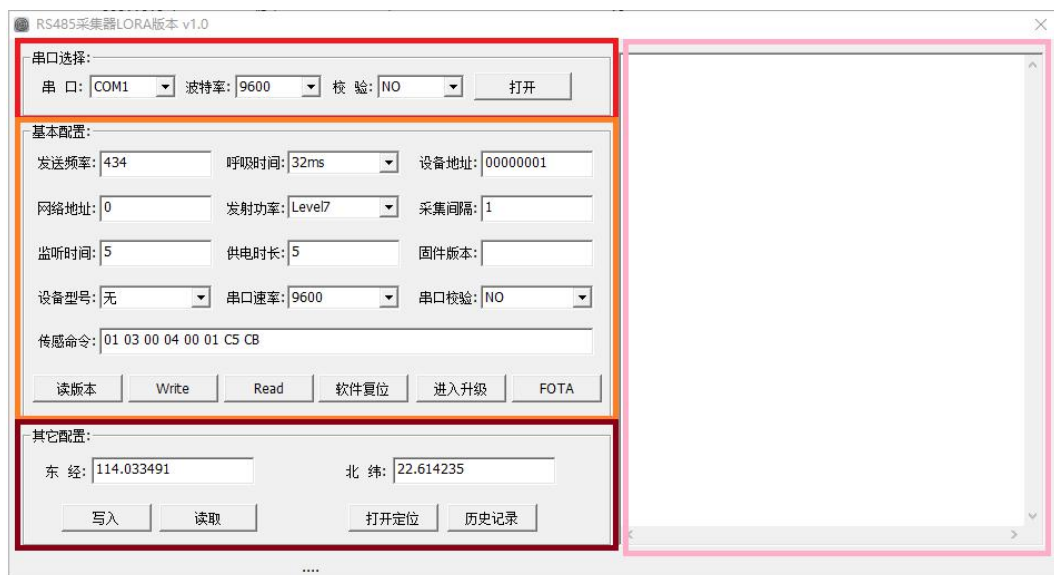 RS485采集器LORA版本 v1.0
串口选择:
串 口: COM1 波特率: 9600 校 验: NO 打开
基本配置:
发送频率: 434 呼吸时间: 32ms 设备地址: 00000001
网络地址: 0 发射功率: Level7 采集间隔: 1
监听时间: 5 供电时长: 5 固件版本:
设备型号: 无 串口速率: 9600 串口校验: NO
传感命令: 01 03 00 04 00 01 C5 CB
读版本 Write Read 软件复位 进入升级 FOTA
其它配置:
东 经: 114.033491 北 纬: 22.614235
写入 读取 打开定位 历史记录
....